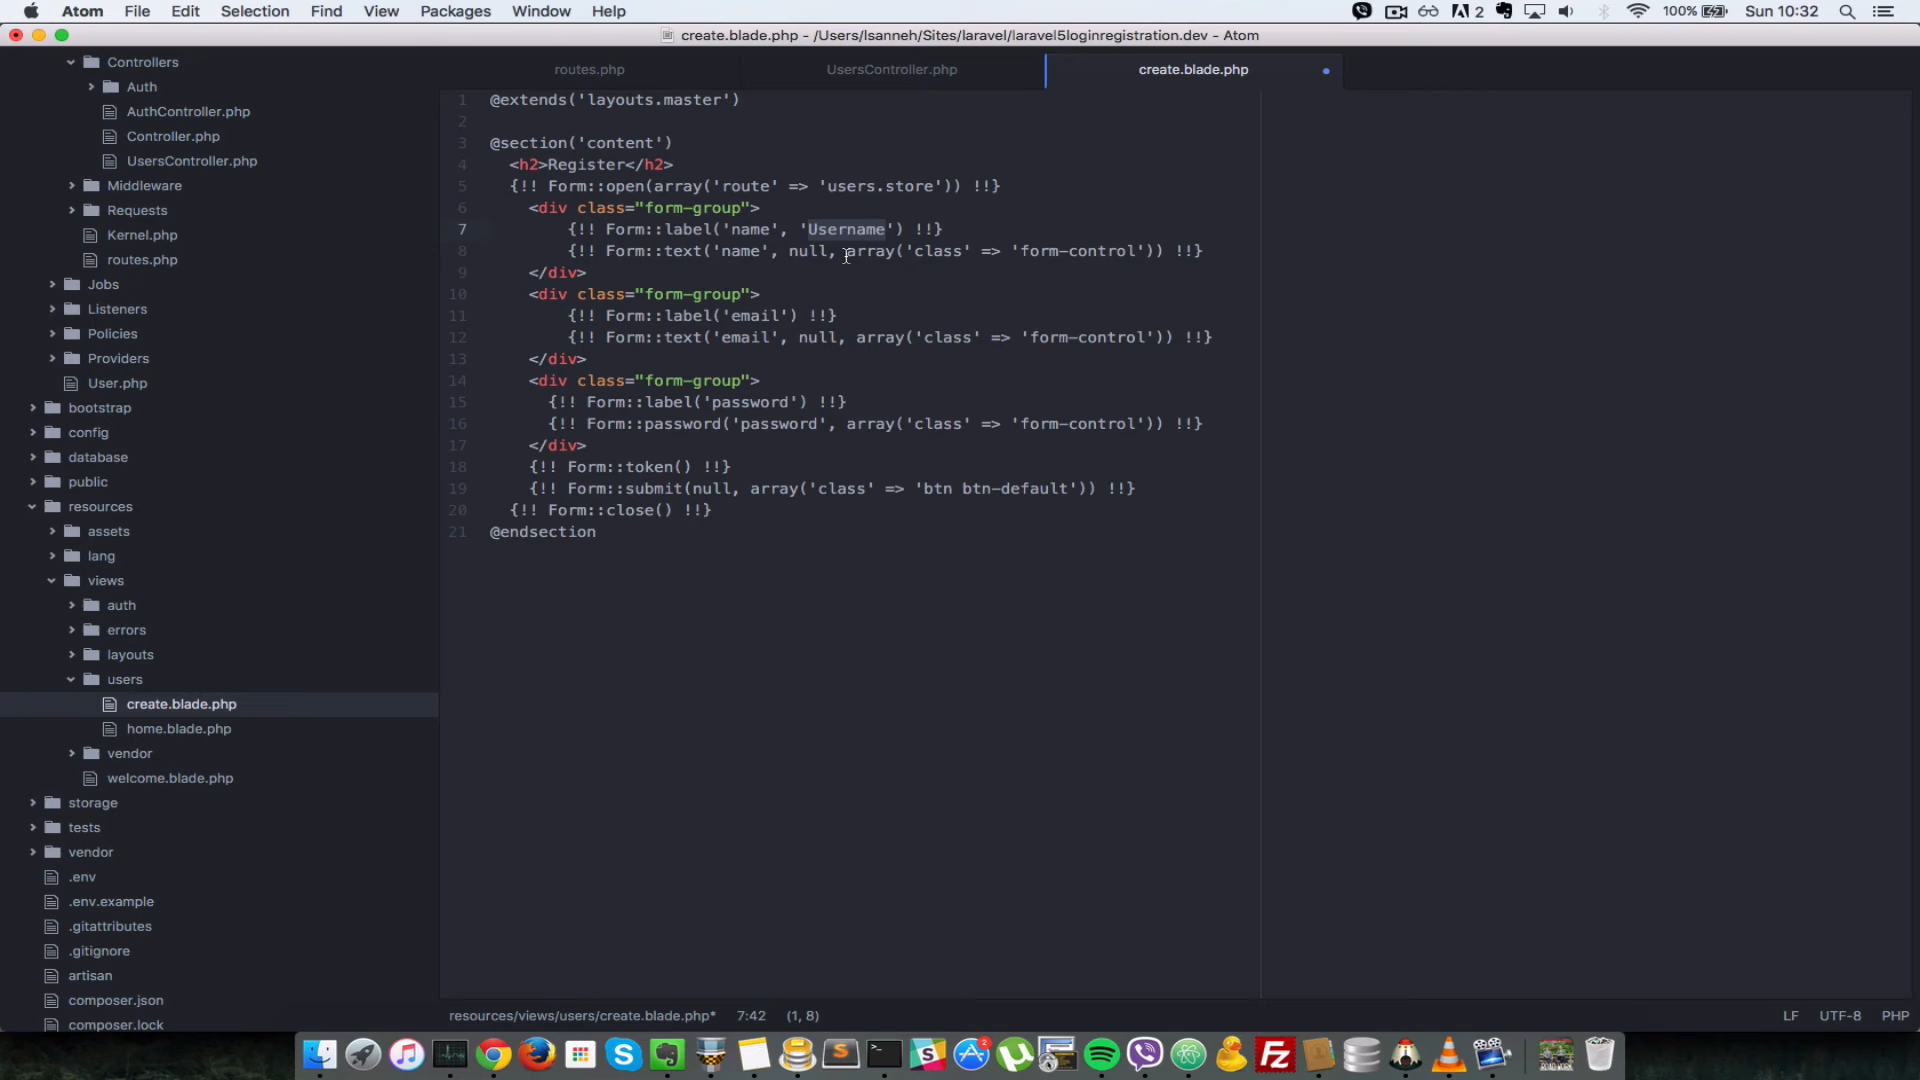 Atom File Edit Selection Find View Packages Window Help
2 100% Sun 10:32
create.blade.php - /Users/lsanneh/Sites/laravel/laravel5loginregistration.dev - Atom
Controllers
Auth
AuthController.php
Controller.php
UsersController.php
Middleware
Requests
Kernel.php
routes.php
Jobs
Listeners
Policies
Providers
User.php
bootstrap
config
database
public
resources
assets
lang
views
auth
errors
layouts
users
create.blade.php
home.blade.php
vendor
welcome.blade.php
storage
tests
vendor
.env
.env.example
.gitattributes
.gitignore
artisan
composer.json
composer.lock
routes.php UsersController.php create.blade.php
1 @extends('layouts.master')
2
3 @section('content')
4 <h2>Register</h2>
5 {!! Form::open(array('route' => 'users.store')) !!}
6 <div class="form-group">
7 {!! Form::label('name', 'Username') !!}
8 {!! Form::text('name', null, array('class' => 'form-control')) !!}
9 </div>
10 <div class="form-group">
11 {!! Form::label('email') !!}
12 {!! Form::text('email', null, array('class' => 'form-control')) !!}
13 </div>
14 <div class="form-group">
15 {!! Form::label('password') !!}
16 {!! Form::password('password', array('class' => 'form-control')) !!}
17 </div>
18 {!! Form::token() !!}
19 {!! Form::submit(null, array('class' => 'btn btn-default')) !!}
20 {!! Form::close() !!}
21 @endsection
resources/views/users/create.blade.php* 7:42 (1, 8) LF UTF-8 PHP